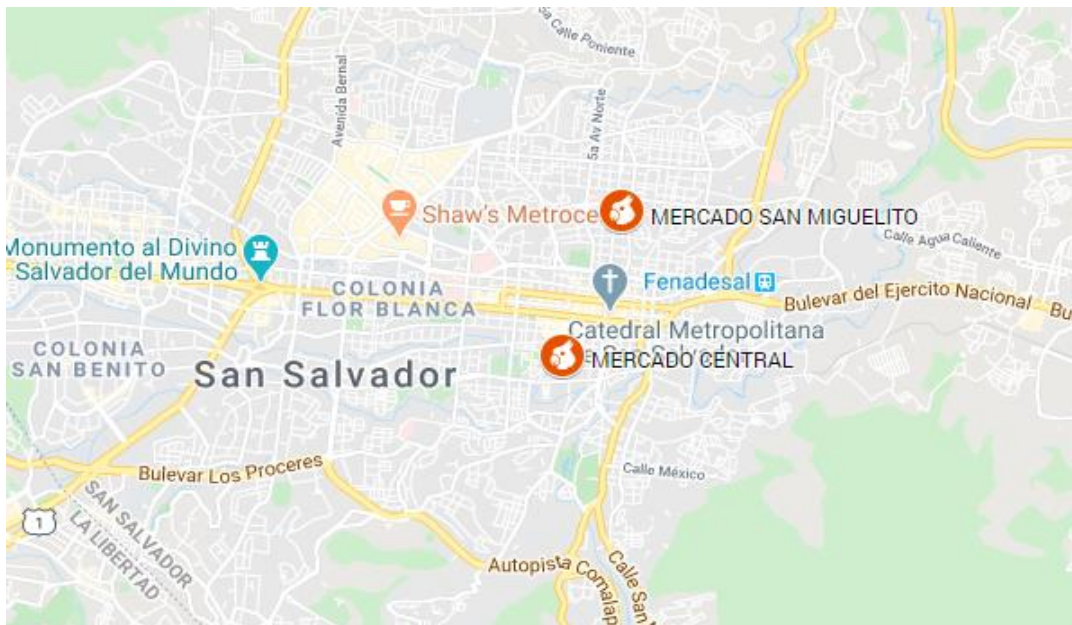 5a Calle Poniente
Avenida Bernal
5a Av Norte
Shaw's Metroce
MERCADO SAN MIGUELITO
Calle Agua Caliente
Monumento al Divino
Salvador del Mundo
Fenadesal
COLONIA
FLOR BLANCA
Bulevar del Ejercito Nacional
Bu
Catedral Metropolitana
COLONIA
SAN BENITO
MERCADO CENTRAL
San Salvador
Bulevar Los Proceres
Calle México
1
SAN SALVADOR
LA LIBERTAD
Autopista Comalap
Calle San